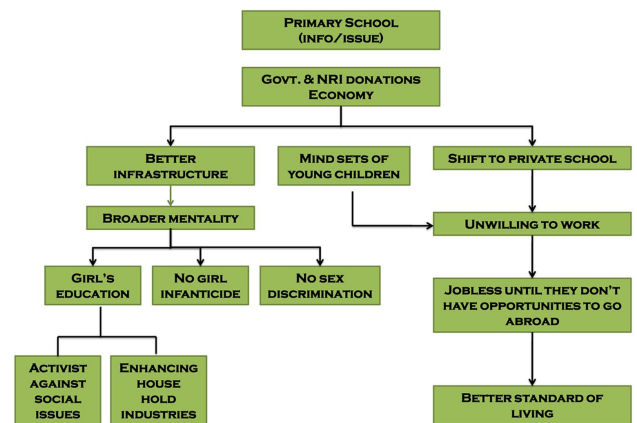 Primary School
(info/issue)
Govt. & NRI donations
Economy
Better
infrastructure
Mind sets of
young children
Shift to private school
Broader mentality
Unwilling to work
Girl's
education
No girl
infanticide
No sex
discrimination
Jobless until they don't
have opportunities to go
abroad
Activist
against
social
issues
Enhancing
house
hold
industries
Better standard of
living